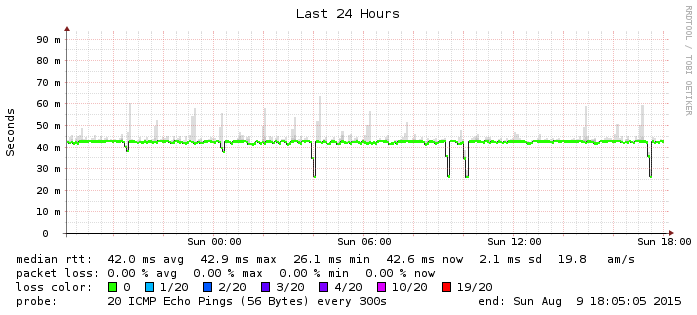 Last 24 Hours
RRDTOOL / TOBI OETIKER
Seconds
90 m
80 m
70 m
60 m
50 m
40 m
30 m
20 m
10 m
0
Sun 00:00 Sun 06:00 Sun 12:00 Sun 18:00
median rtt: 42.0 ms avg 42.9 ms max 26.1 ms min 42.6 ms now 2.1 ms sd 19.8 am/s
packet loss: 0.00 % avg 0.00 % max 0.00 % min 0.00 % now
loss color: 0 1/20 2/20 3/20 4/20 10/20 19/20
probe: 20 ICMP Echo Pings (56 Bytes) every 300s end: Sun Aug 9 18:05:05 2015